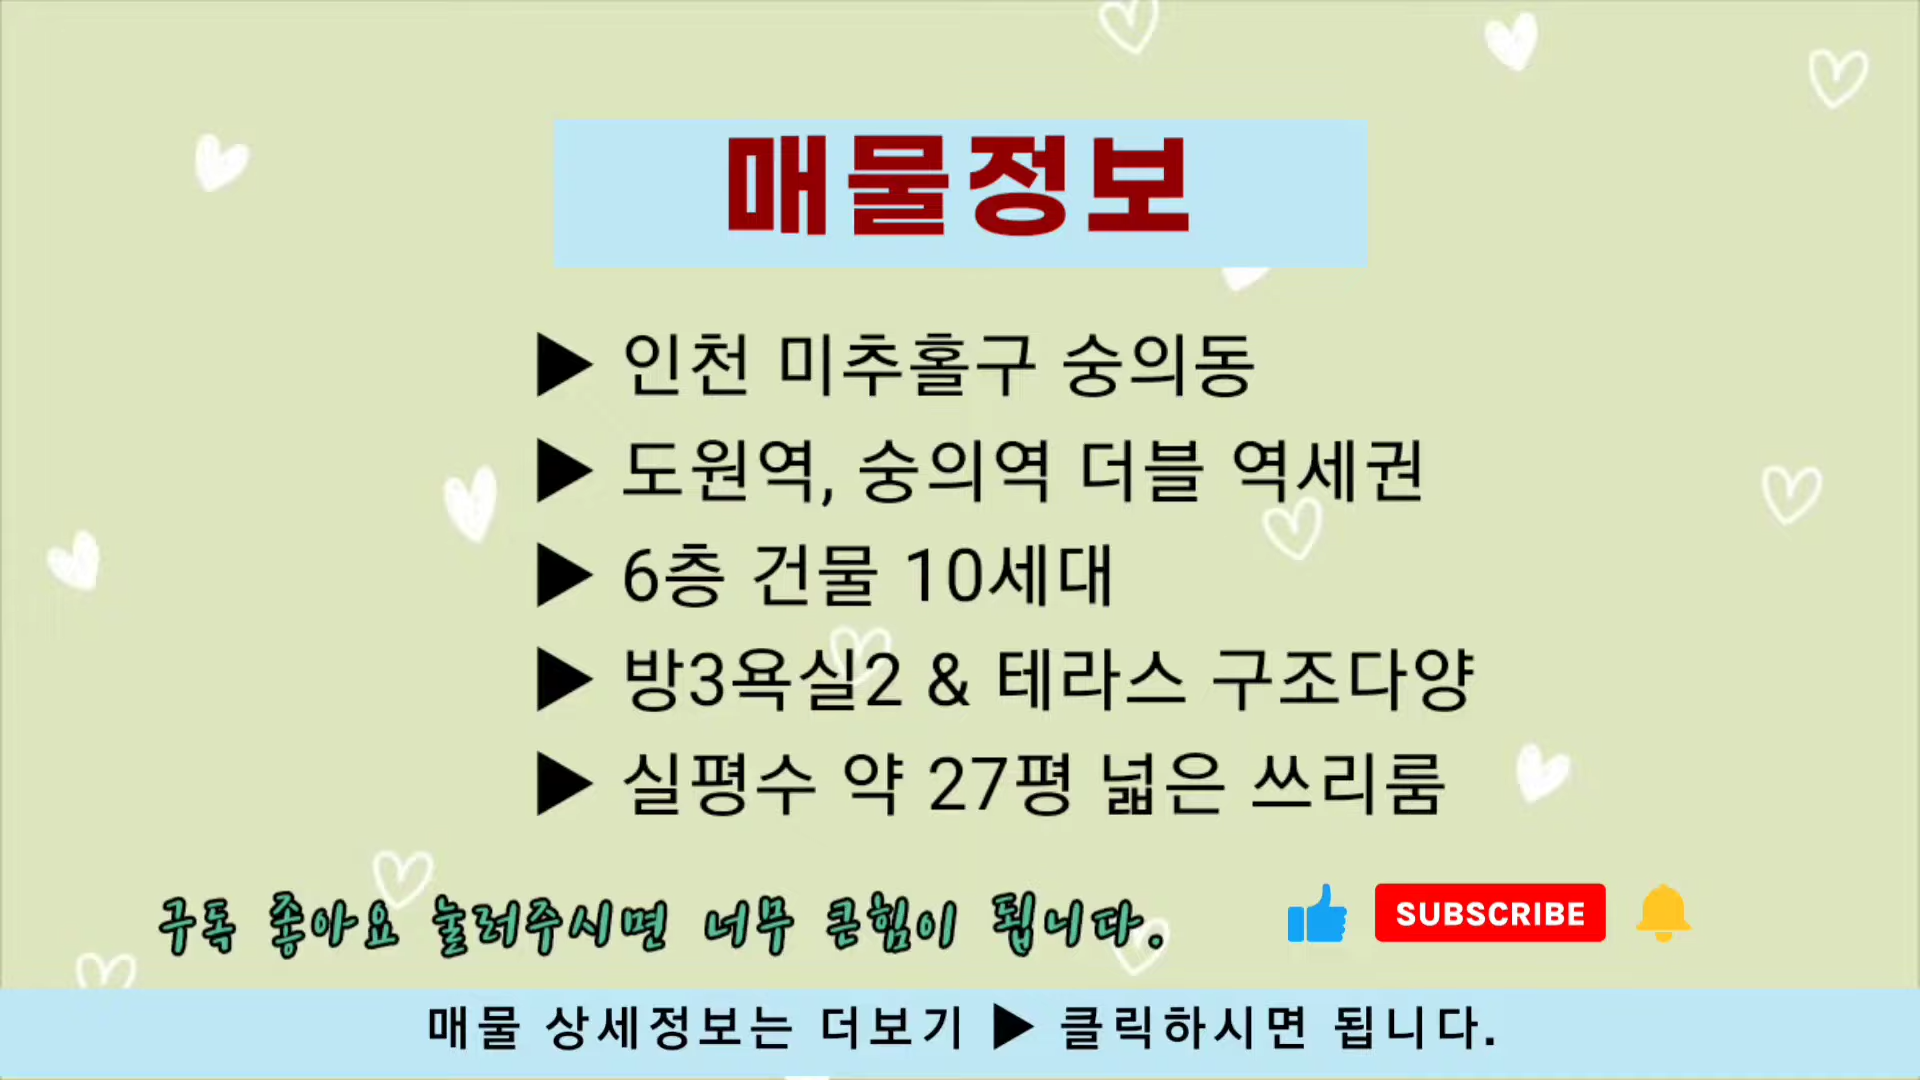 매물정보
▶ 인천 미추홀구 숭의동
▶ 도원역, 숭의역 더블 역세권
▶ 6층 건물 10세대
▶ 방3욕실2 & 테라스 구조다양
▶ 실평수 약 27평 넓은 쓰리룸
구독 좋아요 눌러주시면 너무 큰힘이 됩니다.
SUBSCRIBE
매물 상세정보는 더보기 ▶ 클릭하시면 됩니다.